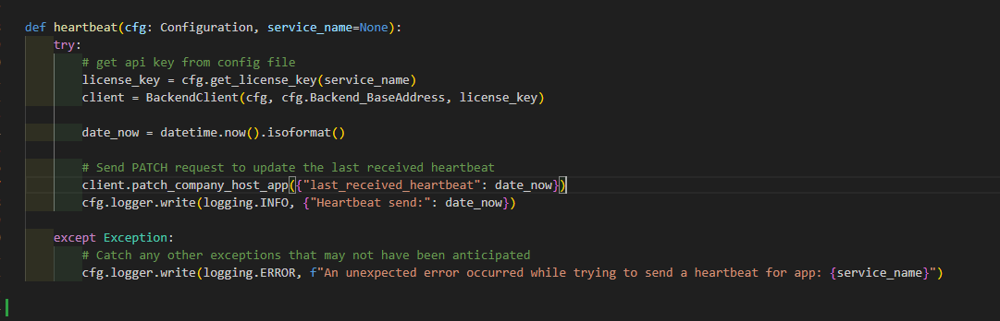 def heartbeat(cfg: Configuration, service_name=None):
try:
# get api key from config file
license_key = cfg.get_license_key(service_name)
client = BackendClient(cfg, cfg.Backend_BaseAddress, license_key)
date_now = datetime.now().isoformat()
# Send PATCH request to update the last received heartbeat
client.patch_company_host_app({"last_received_heartbeat": date_now})
cfg.logger.write(logging.INFO, {"Heartbeat send:": date_now})
except Exception:
# Catch any other exceptions that may not have been anticipated
cfg.logger.write(logging.ERROR, f"An unexpected error occurred while trying to send a heartbeat for app: {service_name}")